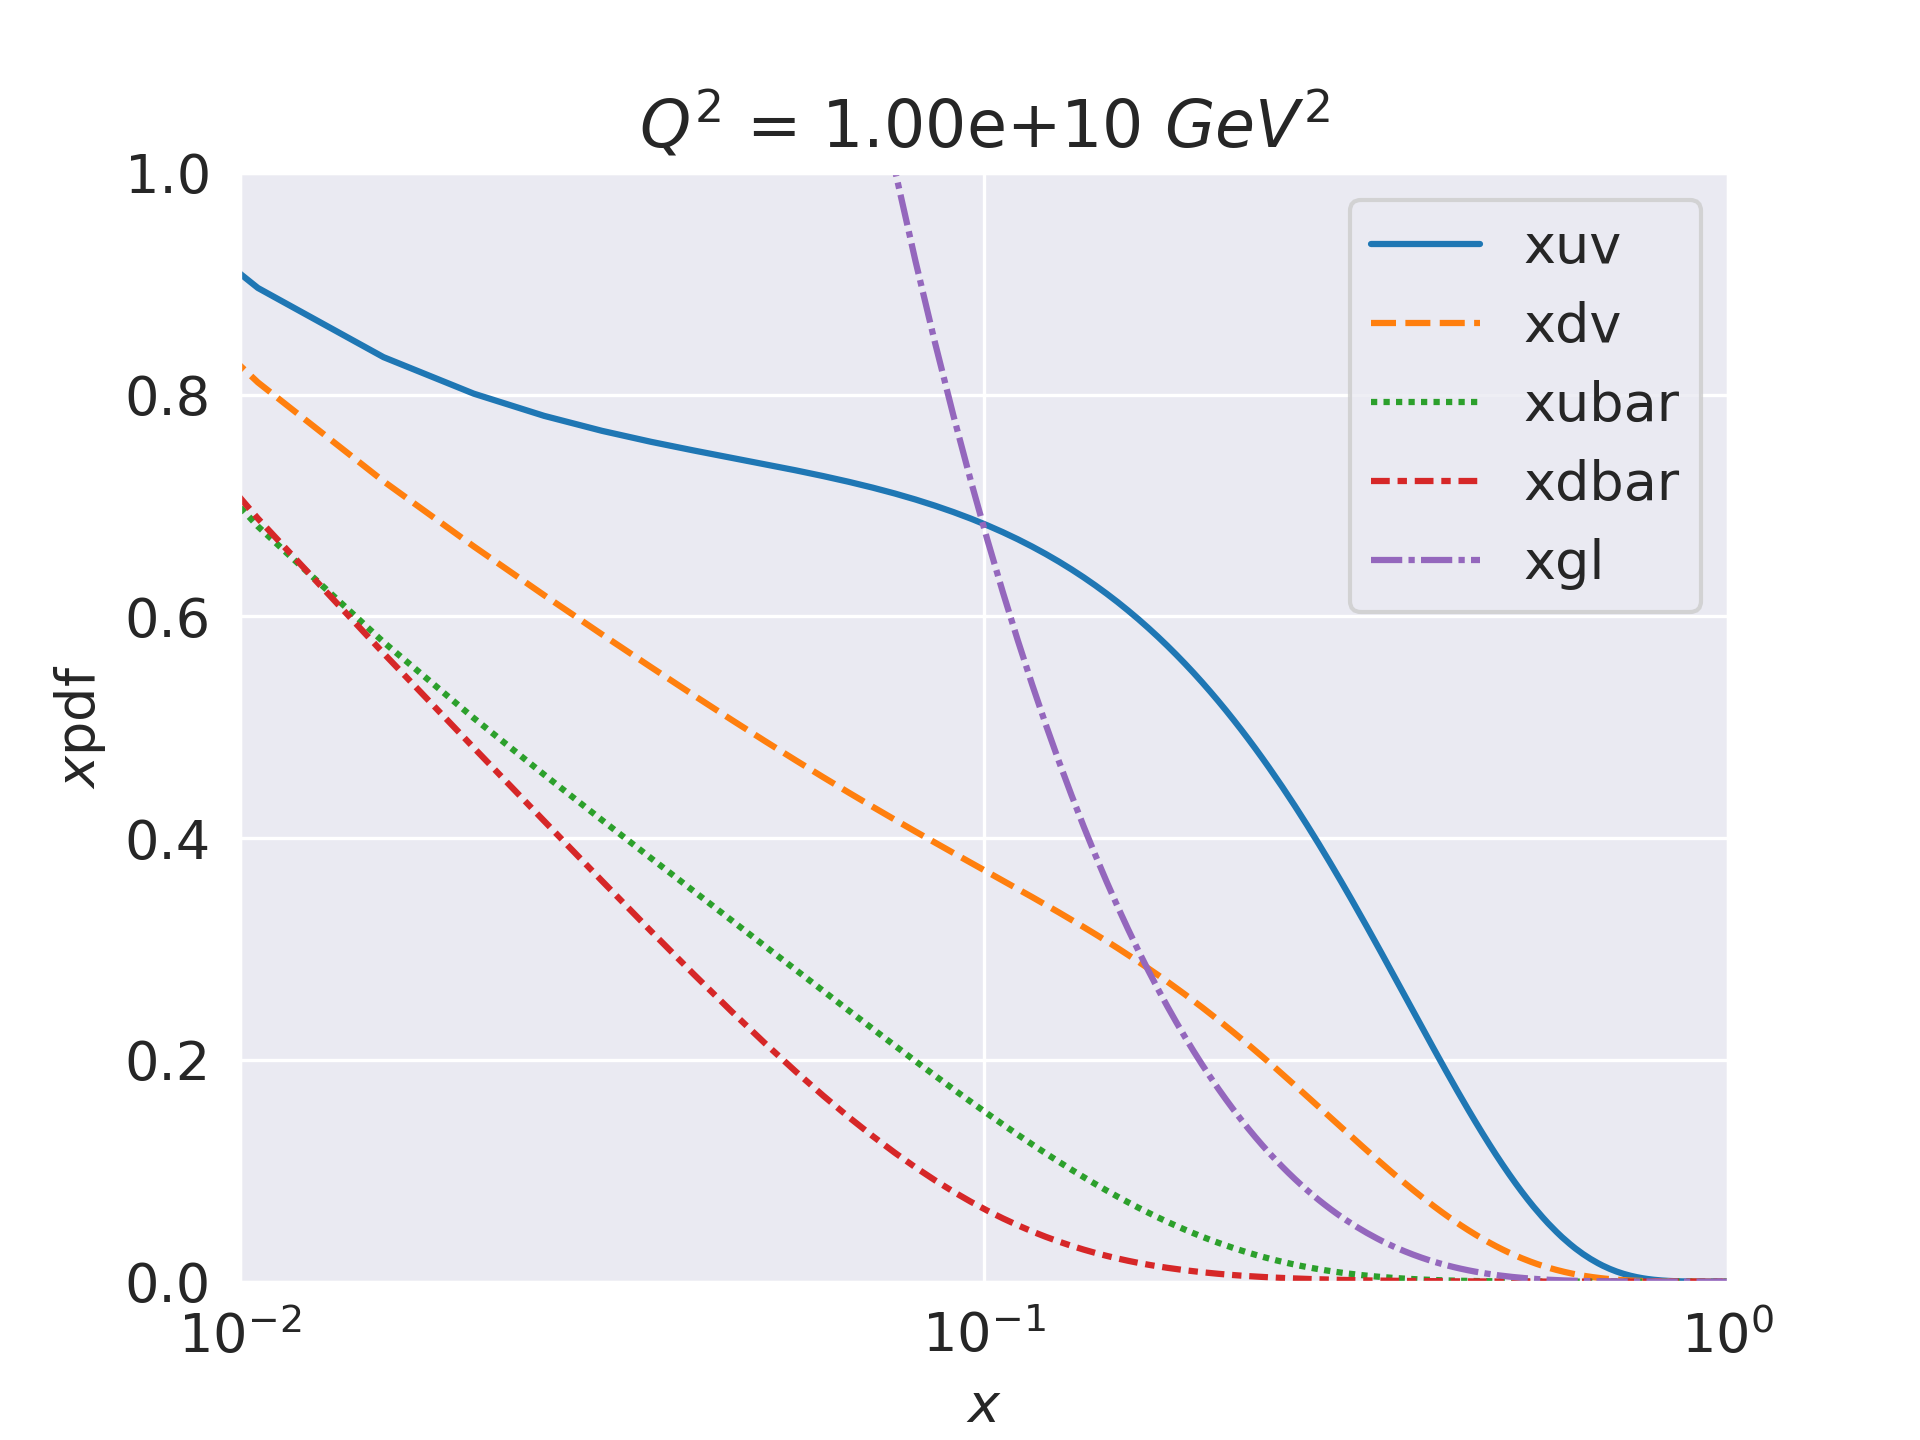 Q² = 1.00e+10 GeV²
1.0
0.8
0.6
0.4
0.2
0.0
xpdf
10⁻²
10⁻¹
10⁰
x
xuv
xdv
xubar
xdbar
xgl